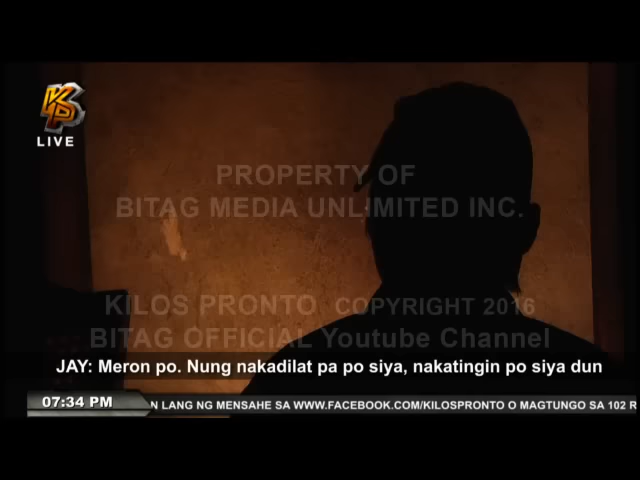 KP
LIVE
PROPERTY OF
BITAG MEDIA UNLIMITED INC.
KILOS PRONTO COPYRIGHT 2016
BITAG OFFICIAL Youtube Channel
JAY: Meron po. Nung nakadilat pa po siya, nakatingin po siya dun
07:34 PM
N LANG NG MENSAHE SA WWW.FACEBOOK.COM/KILOSPRONTO O MAGTUNGO SA 102 R